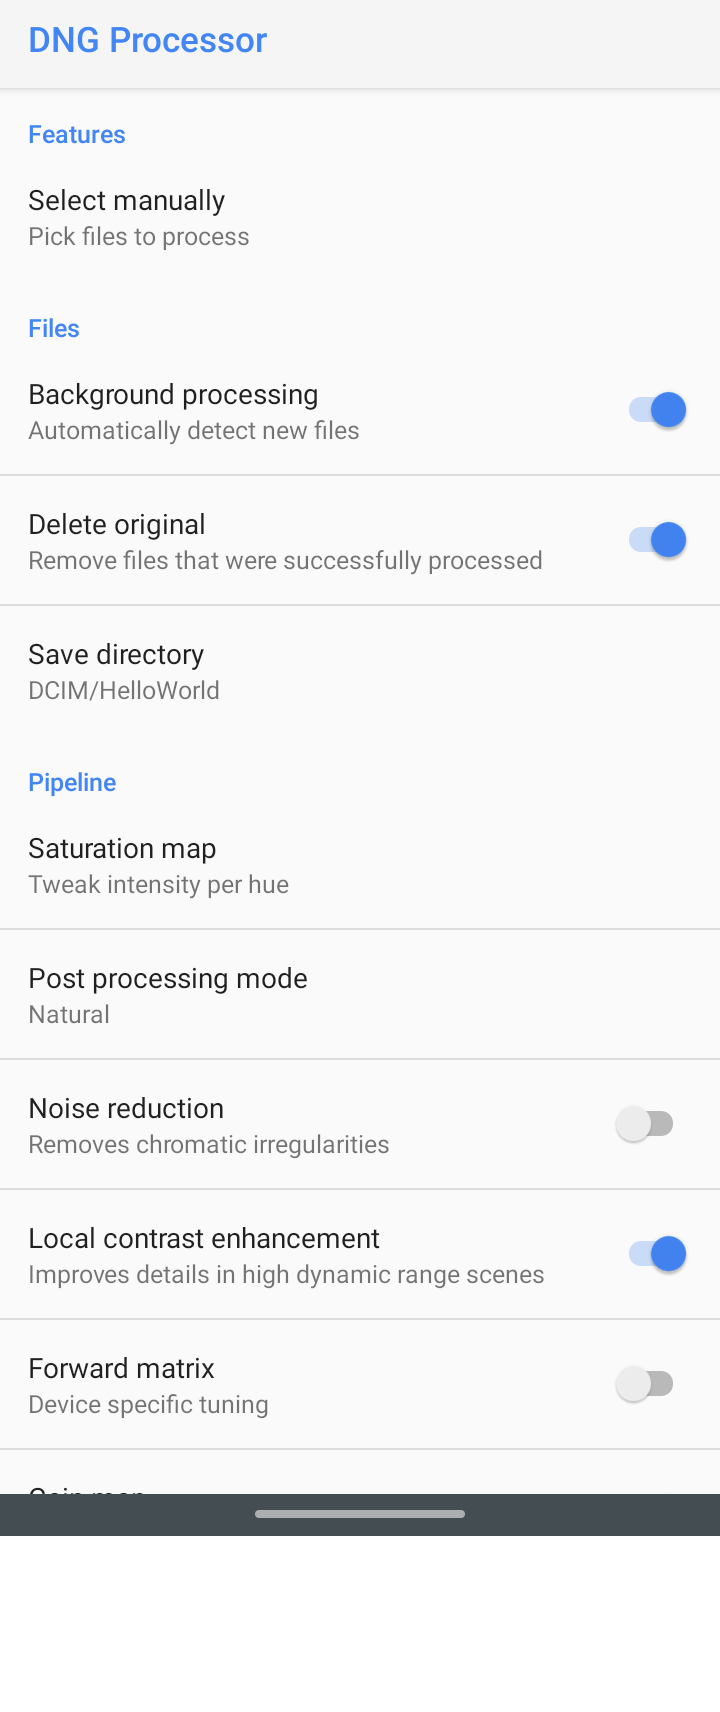 DNG Processor
Features
Select manually
Pick files to process
Files
Background processing
Automatically detect new files
Delete original
Remove files that were successfully processed
Save directory
DCIM/HelloWorld
Pipeline
Saturation map
Tweak intensity per hue
Post processing mode
Natural
Noise reduction
Removes chromatic irregularities
Local contrast enhancement
Improves details in high dynamic range scenes
Forward matrix
Device specific tuning